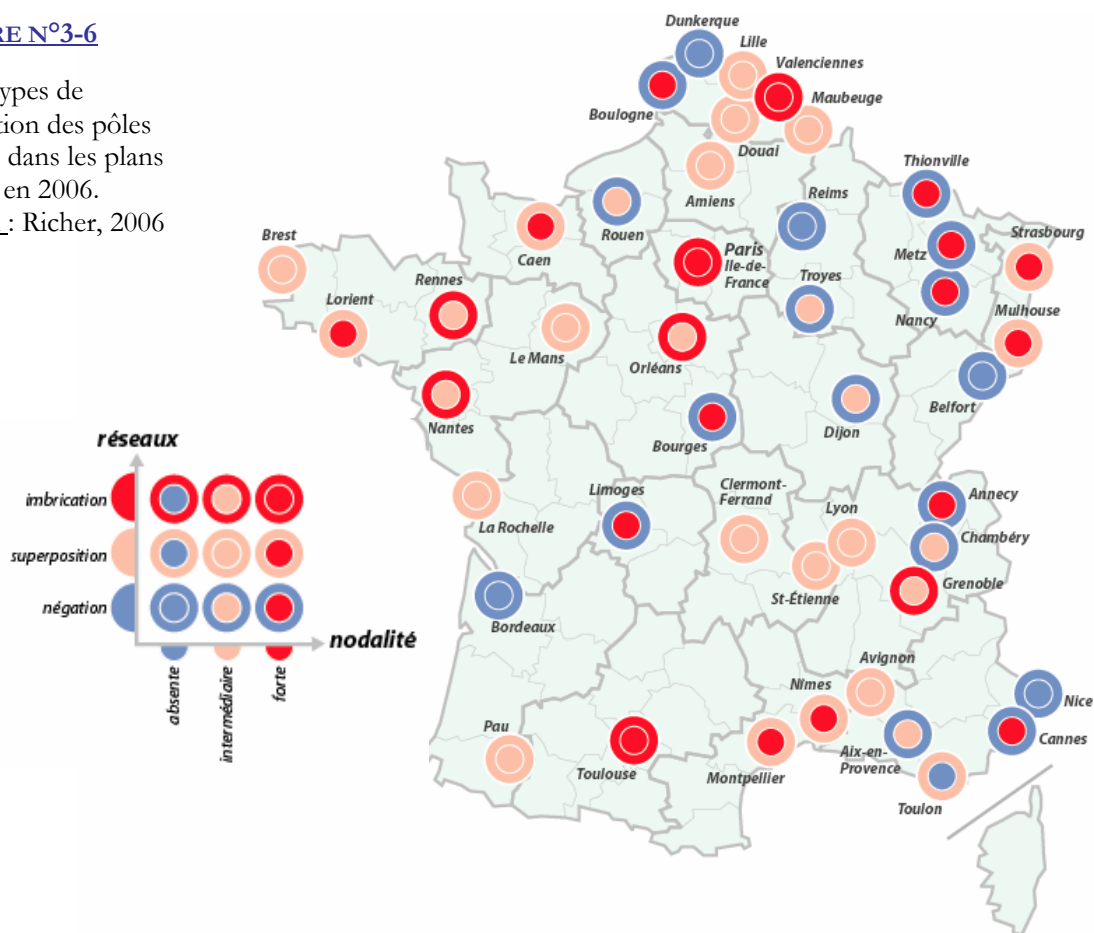 RE N°3-6
ypes de
tion des pôles
dans les plans
en 2006.
: Richer, 2006
Dunkerque
Lille
Valenciennes
Maubeuge
Boulogne
Douai
Amiens
Thionville
Rouen
Reims
Strasbourg
Brest
Caen
Paris
Ile-de-
France
Metz
Rennes
Troyes
Lorient
Nancy
Mulhouse
Le Mans
Orléans
Belfort
Nantes
Bourges
Dijon
réseaux
imbrication
superposition
négation
nodalité
absente
intermédiaire
forte
La Rochelle
Limoges
Clermont-
Ferrand
Lyon
Annecy
Chambéry
Grenoble
St-Étienne
Bordeaux
Avignon
Nîmes
Nice
Pau
Cannes
Aix-en-
Provence
Toulouse
Montpellier
Toulon